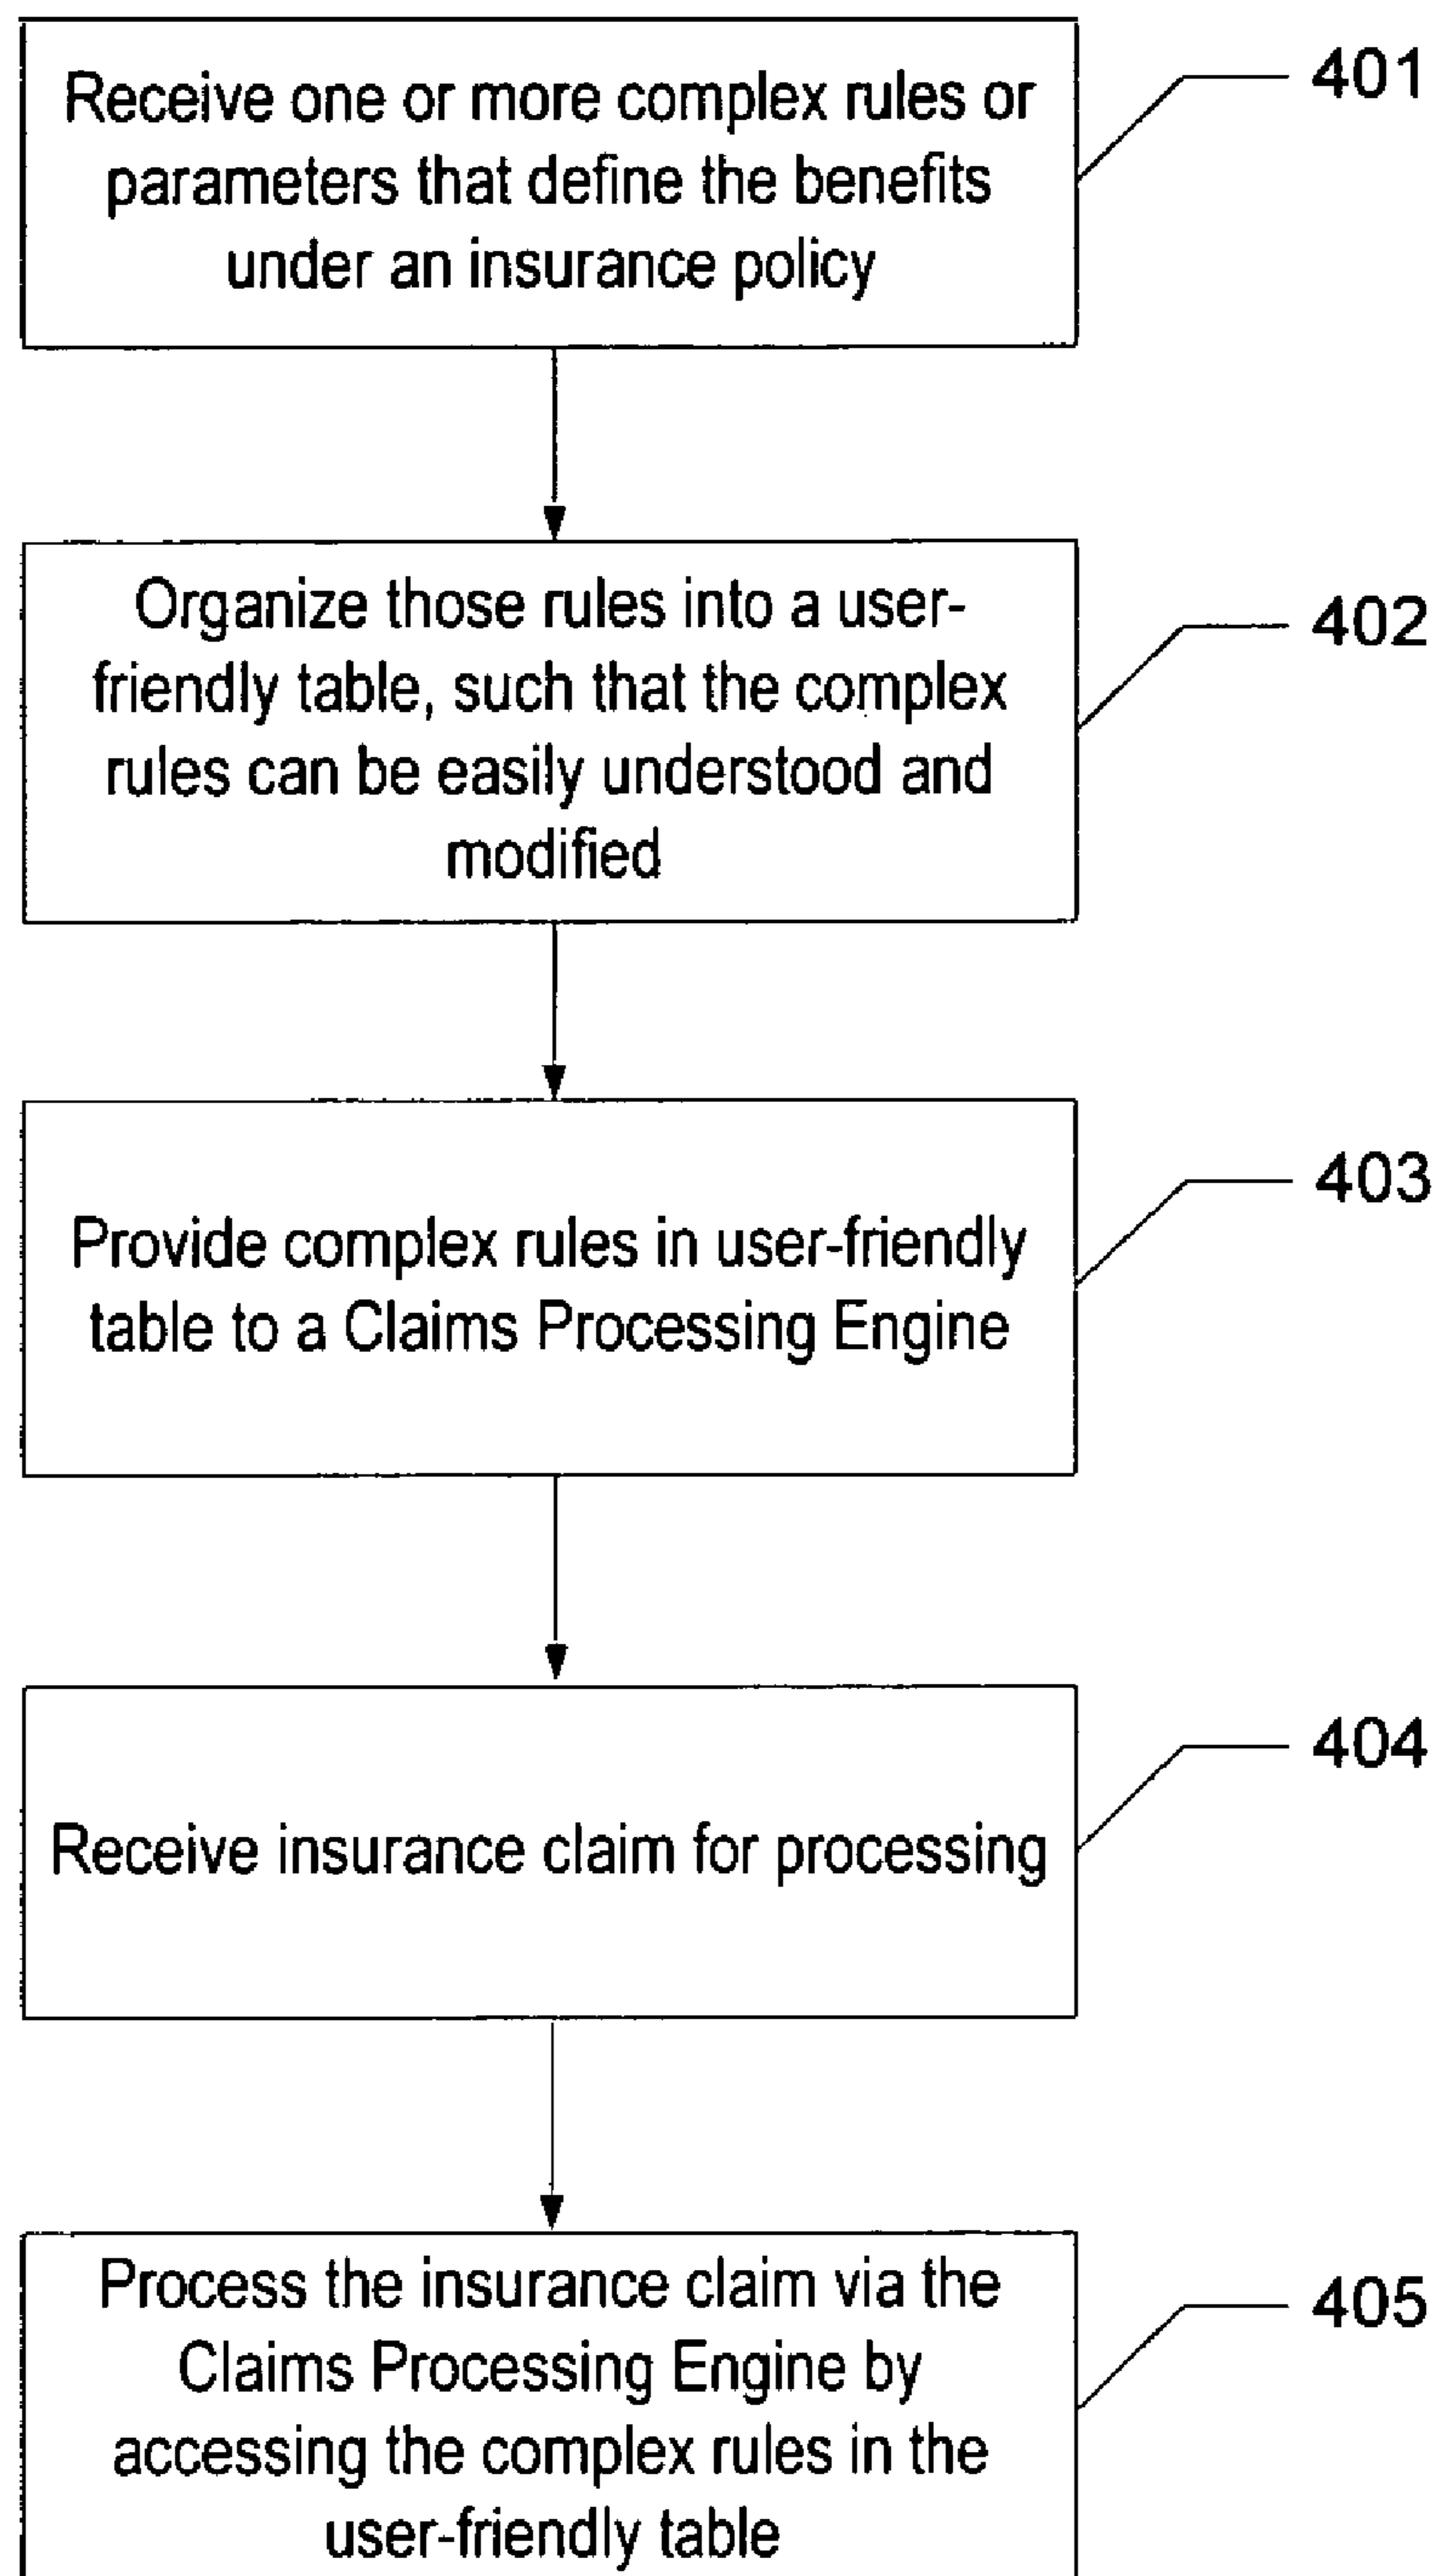 Receive one or more complex rules or
parameters that define the benefits
under an insurance policy
401
Organize those rules into a user-
friendly table, such that the complex
rules can be easily understood and
modified
402
Provide complex rules in user-friendly
table to a Claims Processing Engine
403
Receive insurance claim for processing
404
Process the insurance claim via the
Claims Processing Engine by
accessing the complex rules in the
user-friendly table
405